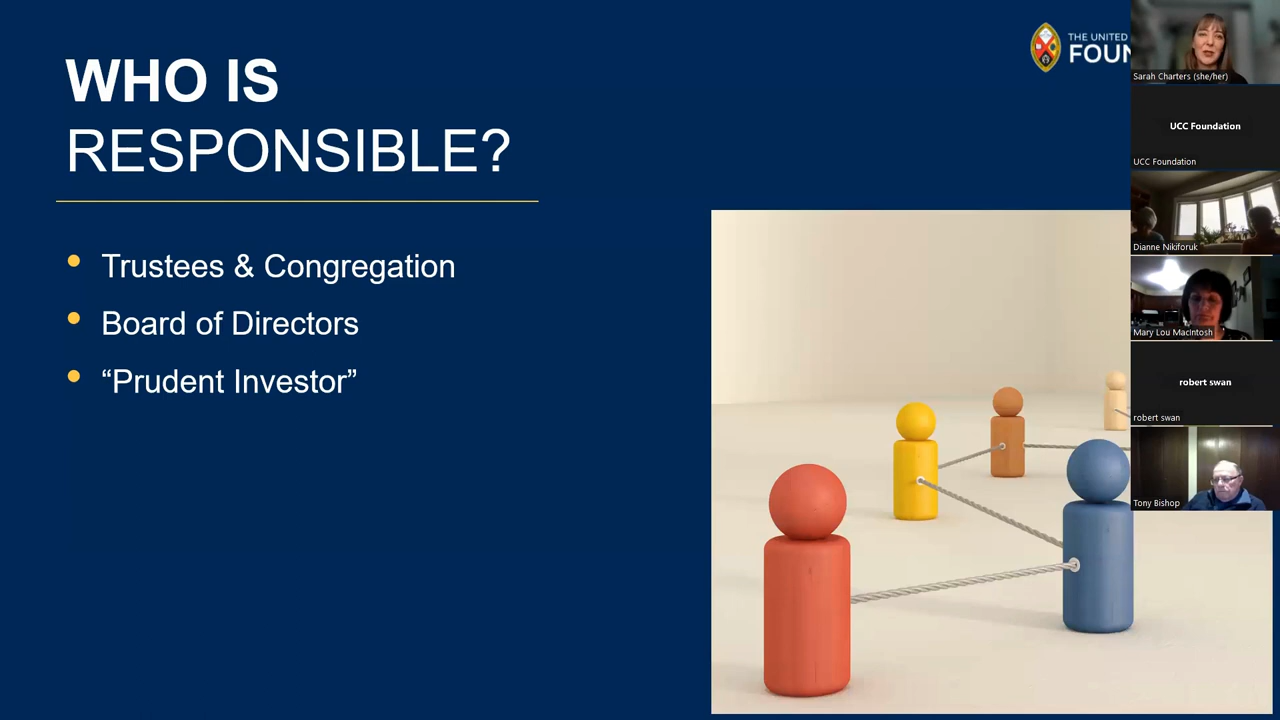 WHO IS
RESPONSIBLE?
• Trustees & Congregation
• Board of Directors
• “Prudent Investor”
THE UNITED
FOUN
Sarah Charters (she/her)
UCC Foundation
UCC Foundation
Dianne Nikiforuk
Mary Lou MacIntosh
robert swan
robert swan
Tony Bishop